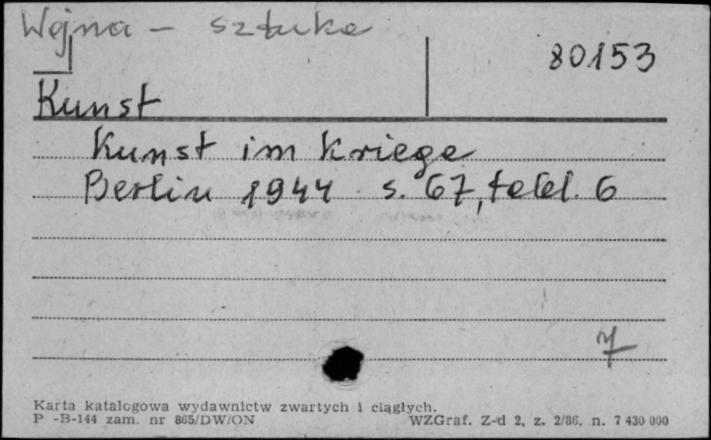 Wojna - sztuka
80153
Kunst
Kunst im Kriege
Berlin 1944 s. 67, tabl. 6
7
Karta katalogowa wydawnictw zwartych i ciągłych.
P -B-144 zam. nr 865/DW/ON WZGraf. Z-d 2, z. 2/86. n. 7 430 000